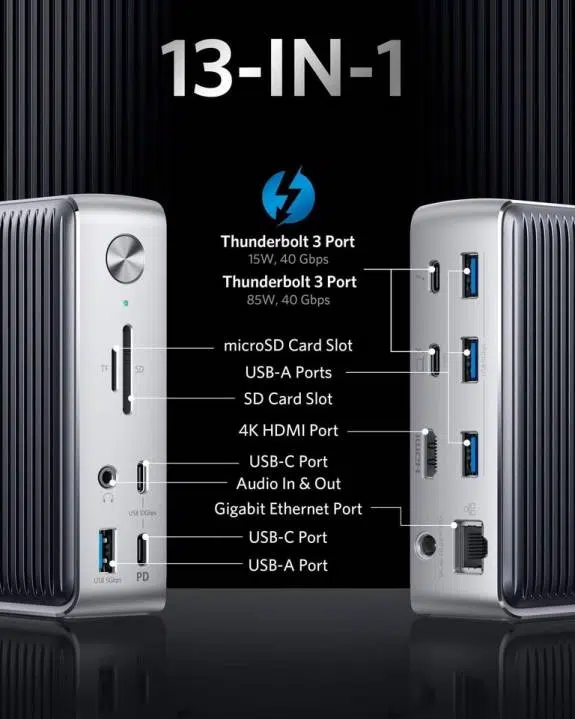 13-IN-1
Thunderbolt 3 Port
15W, 40 Gbps
Thunderbolt 3 Port
85W, 40 Gbps
microSD Card Slot
TF
SD
USB-A Ports
SD Card Slot
4K HDMI Port
HDMI
USB-C Port
Audio In & Out
USB 10Gbps
Gigabit Ethernet Port
USB-C Port
USB-A Port
USB 5Gbps
PD